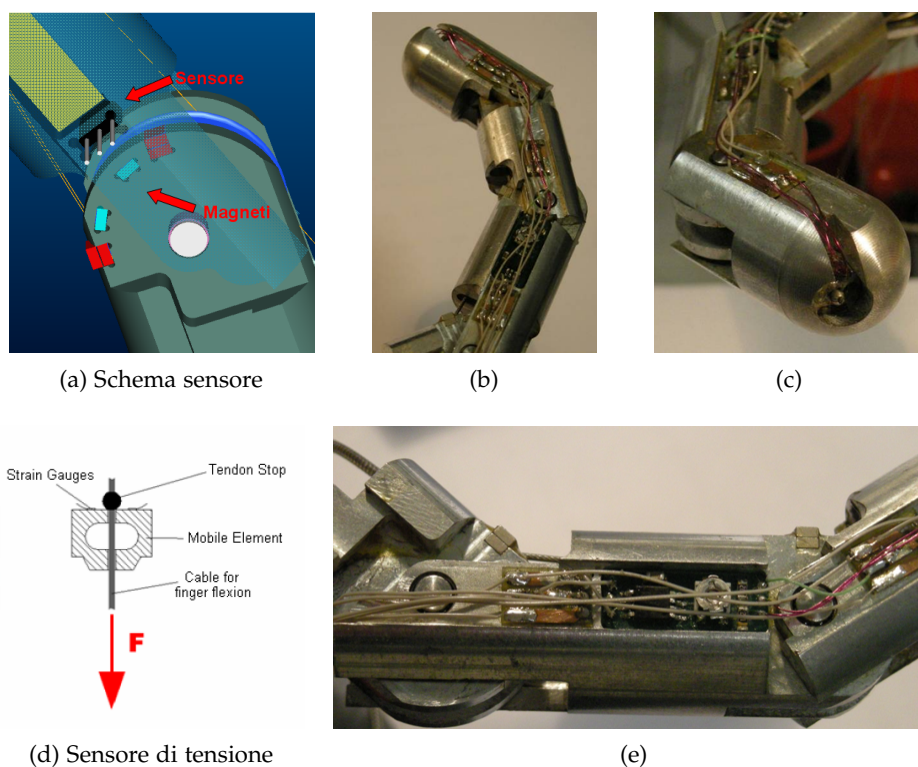 Sensore
Magneti
(a) Schema sensore
(b)
(c)
Strain Gauges
Tendon Stop
Mobile Element
Cable for
finger flexion
F
(d) Sensore di tensione
(e)